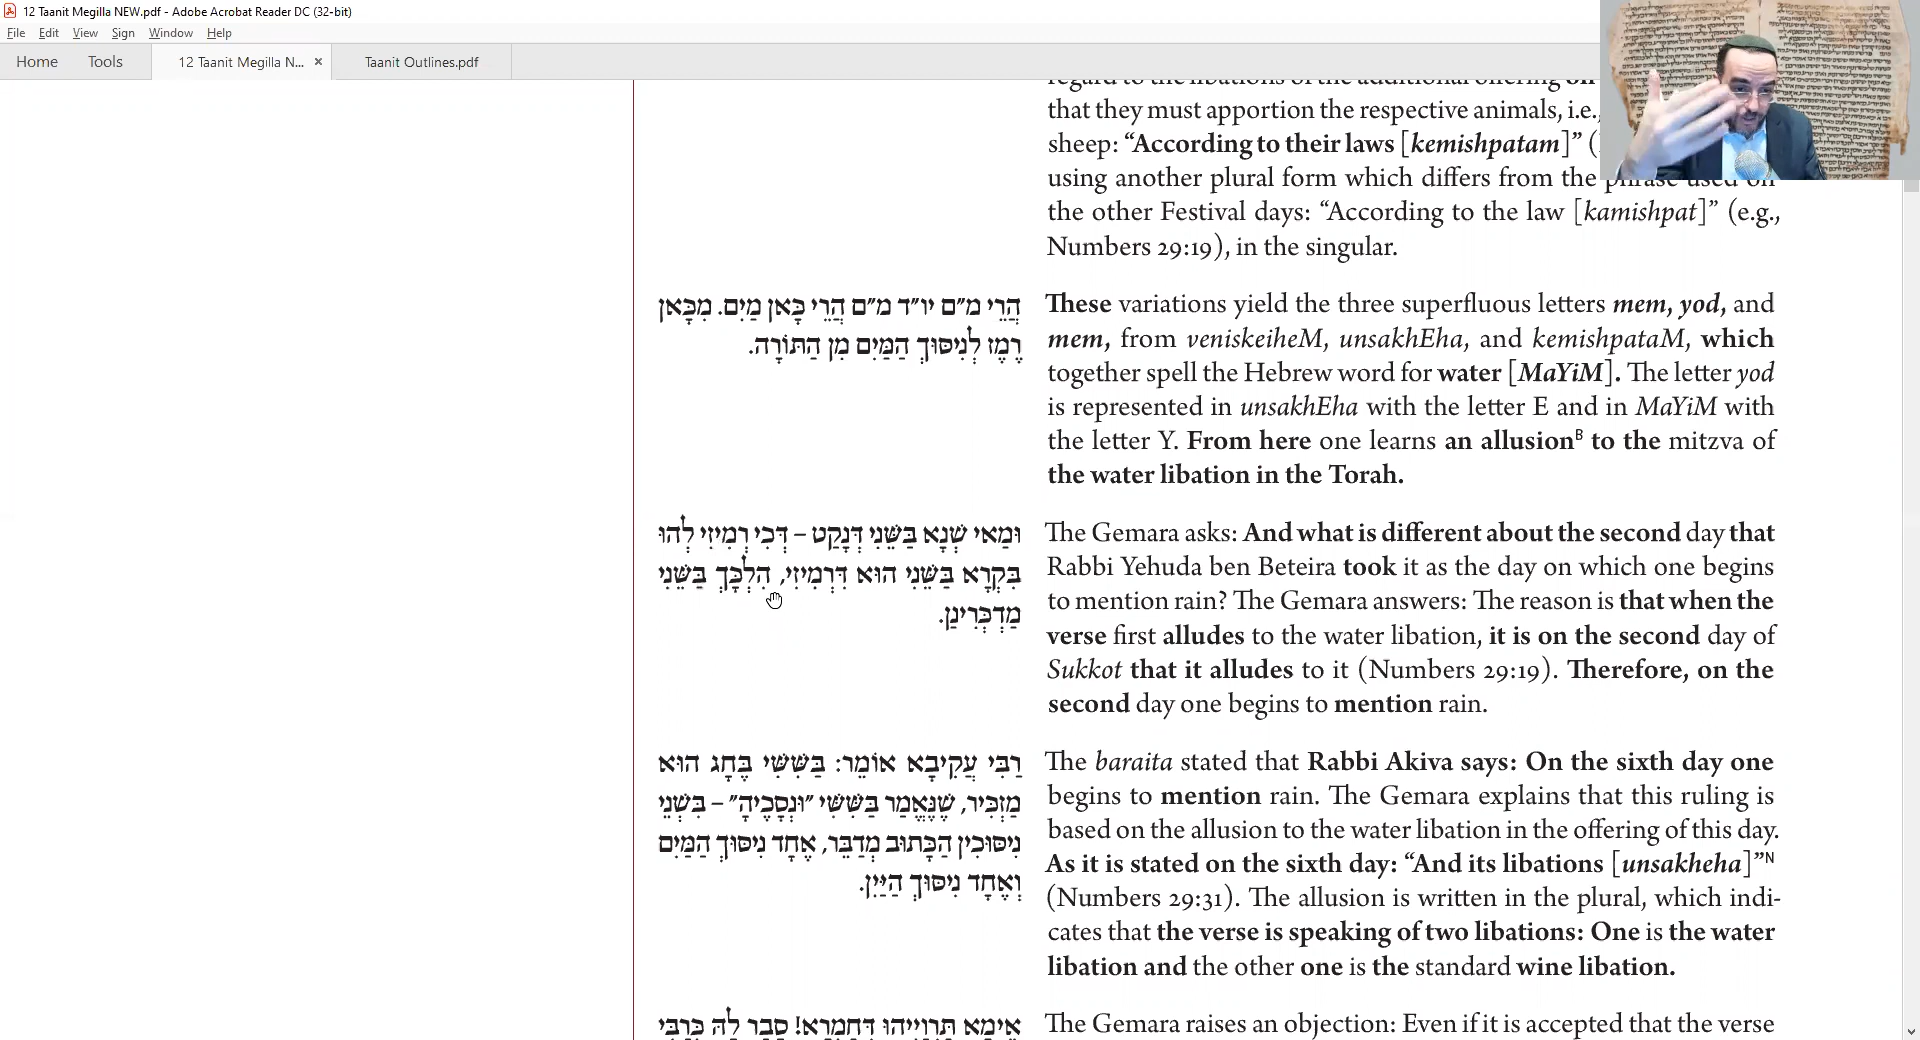 12 Taanit Megilla NEW.pdf - Adobe Acrobat Reader DC (32-bit)
File Edit View Sign Window Help
Home Tools 12 Taanit Megilla N... × Taanit Outlines.pdf
regard to the libations of the additional offering on
that they must apportion the respective animals, i.e.,
sheep: “According to their laws [kemishpatam]” (
using another plural form which differs from the phrase used on
the other Festival days: “According to the law [kamishpat]” (e.g.,
Numbers 29:19), in the singular.
הֲרֵי מ״ם יו״ד מ״ם הֲרֵי כָּאן מַיִם. מִכָּאן
רֶמֶז לְנִיסּוּךְ הַמַּיִם מִן הַתּוֹרָה.
These variations yield the three superfluous letters mem, yod, and
mem, from veniskeiheM, unsakhEha, and kemishpataM, which
together spell the Hebrew word for water [MaYiM]. The letter yod
is represented in unsakhEha with the letter E and in MaYiM with
the letter Y. From here one learns an allusionᴮ to the mitzva of
the water libation in the Torah.
וּמַאי שְׁנָא בַּשֵּׁנִי דְּנָקַט – דְּכִי רְמִיזִי לְהוּ
בִּקְרָא בַּשֵּׁנִי הוּא דִּרְמִיזִי, הִלְכָּךְ בַּשֵּׁנִי
מַדְכְּרִינַן.
The Gemara asks: And what is different about the second day that
Rabbi Yehuda ben Beteira took it as the day on which one begins
to mention rain? The Gemara answers: The reason is that when the
verse first alludes to the water libation, it is on the second day of
Sukkot that it alludes to it (Numbers 29:19). Therefore, on the
second day one begins to mention rain.
רַבִּי עֲקִיבָא אוֹמֵר: בַּשִּׁשִּׁי בֶּחָג הוּא
מַזְכִּיר, שֶׁנֶּאֱמַר בַּשִּׁשִּׁי ״וּנְסָכֶיהָ״ – בִּשְׁנֵי
נִיסּוּכִין הַכָּתוּב מְדַבֵּר, אֶחָד נִיסּוּךְ הַמַּיִם
וְאֶחָד נִיסּוּךְ הַיַּיִן.
The baraita stated that Rabbi Akiva says: On the sixth day one
begins to mention rain. The Gemara explains that this ruling is
based on the allusion to the water libation in the offering of this day.
As it is stated on the sixth day: “And its libations [unsakheha]”ᴺ
(Numbers 29:31). The allusion is written in the plural, which indi-
cates that the verse is speaking of two libations: One is the water
libation and the other one is the standard wine libation.
אֵימָא תַּרְוַיְיהוּ דְּחַמְרָא! סָבַר לַהּ כְּרַבִּי
The Gemara raises an objection: Even if it is accepted that the verse